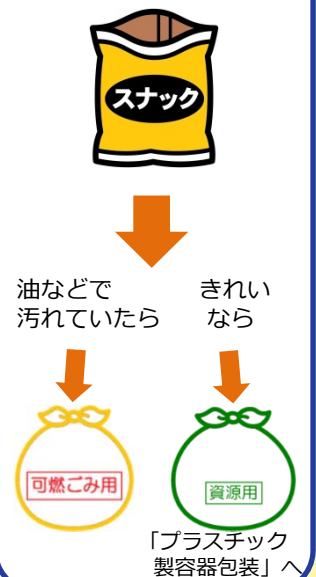 スナック
油などで
汚れていたら
きれい
なら
可燃ごみ用
資源用
「プラスチック
製容器包装」へ